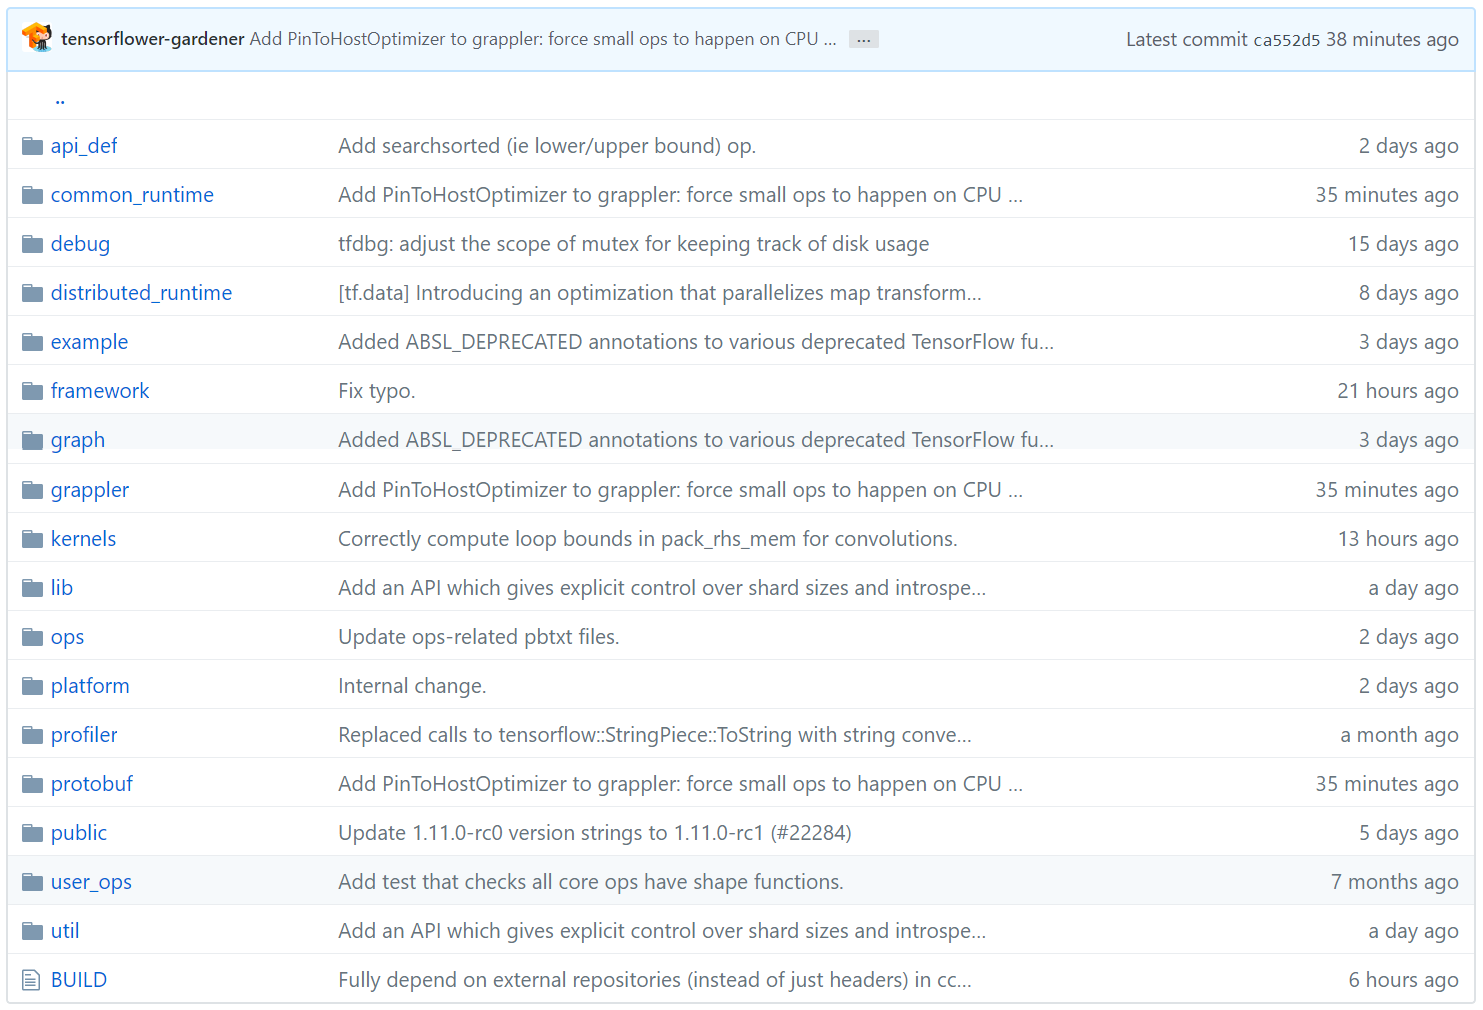 tensorflower-gardener Add PinToHostOptimizer to grappler: force small ops to happen on CPU … ... Latest commit ca552d5 38 minutes ago
..
api_def Add searchsorted (ie lower/upper bound) op. 2 days ago
common_runtime Add PinToHostOptimizer to grappler: force small ops to happen on CPU … 35 minutes ago
debug tfdbg: adjust the scope of mutex for keeping track of disk usage 15 days ago
distributed_runtime [tf.data] Introducing an optimization that parallelizes map transform… 8 days ago
example Added ABSL_DEPRECATED annotations to various deprecated TensorFlow fu… 3 days ago
framework Fix typo. 21 hours ago
graph Added ABSL_DEPRECATED annotations to various deprecated TensorFlow fu… 3 days ago
grappler Add PinToHostOptimizer to grappler: force small ops to happen on CPU … 35 minutes ago
kernels Correctly compute loop bounds in pack_rhs_mem for convolutions. 13 hours ago
lib Add an API which gives explicit control over shard sizes and introspe… a day ago
ops Update ops-related pbtxt files. 2 days ago
platform Internal change. 2 days ago
profiler Replaced calls to tensorflow::StringPiece::ToString with string conve… a month ago
protobuf Add PinToHostOptimizer to grappler: force small ops to happen on CPU … 35 minutes ago
public Update 1.11.0-rc0 version strings to 1.11.0-rc1 (#22284) 5 days ago
user_ops Add test that checks all core ops have shape functions. 7 months ago
util Add an API which gives explicit control over shard sizes and introspe… a day ago
BUILD Fully depend on external repositories (instead of just headers) in cc… 6 hours ago